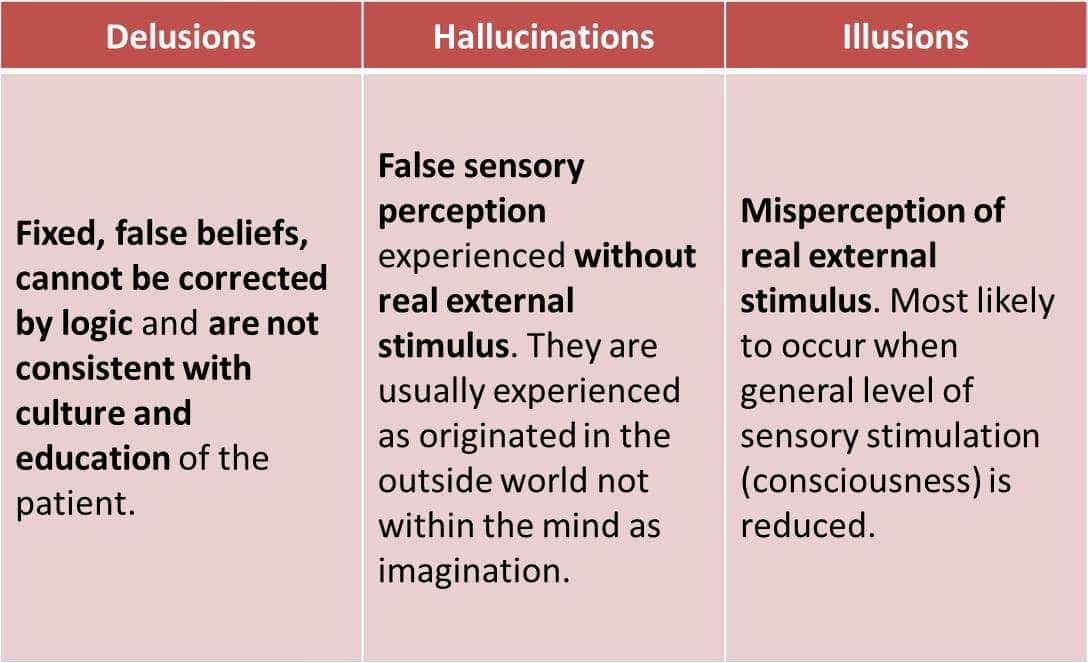 Delusions
Hallucinations
Illusions
Fixed, false beliefs,
cannot be corrected
by logic and are not
consistent with
culture and
education of the
patient.
False sensory
perception
experienced without
real external
stimulus. They are
usually experienced
as originated in the
outside world not
within the mind as
imagination.
Misperception of
real external
stimulus. Most likely
to occur when
general level of
sensory stimulation
(consciousness) is
reduced.